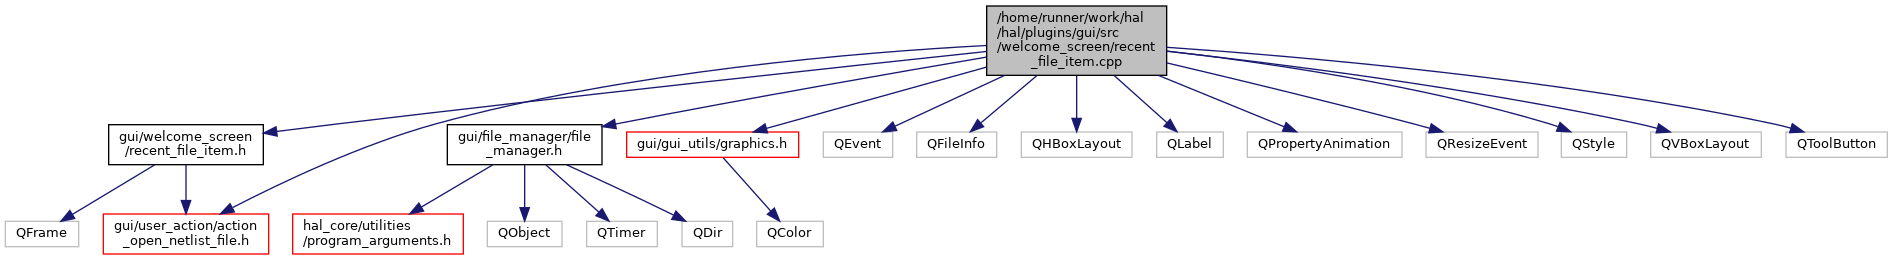 /home/runner/work/hal
/hal/plugins/gui/src
/welcome_screen/recent
_file_item.cpp
gui/welcome_screen
/recent_file_item.h
gui/file_manager/file
_manager.h
gui/gui_utils/graphics.h
QEvent
QFileInfo
QHBoxLayout
QLabel
QPropertyAnimation
QResizeEvent
QStyle
QVBoxLayout
QToolButton
QFrame
gui/user_action/action
_open_netlist_file.h
hal_core/utilities
/program_arguments.h
QObject
QTimer
QDir
QColor